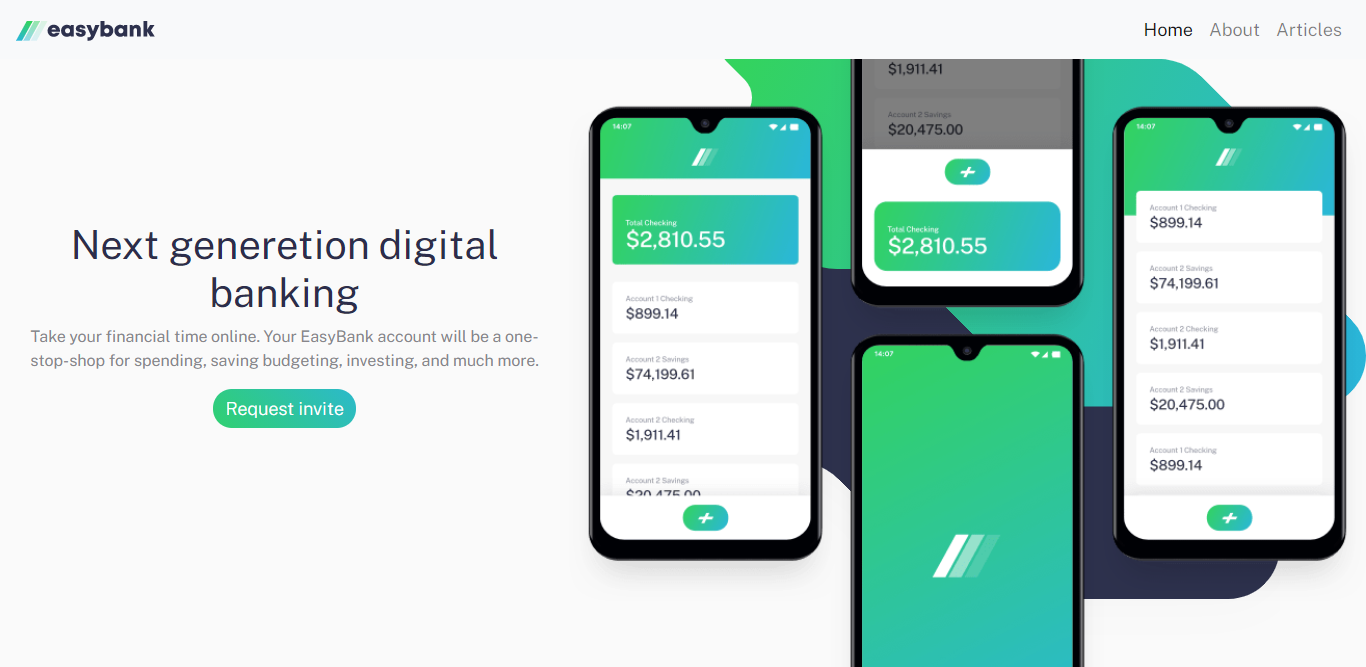 easybank
Home About Articles
Next generetion digital
banking
Take your financial time online. Your EasyBank account will be a one-
stop-shop for spending, saving budgeting, investing, and much more.
Request invite
14:07
Total Checking
$2,810.55
Account 1 Checking
$899.14
Account 2 Savings
$74,199.61
Account 2 Checking
$1,911.41
Account 2 Savings
$20,475.00
$1,911.41
Account 2 Savings
$20,475.00
Total Checking
$2,810.55
14:07
14:07
Account 1 Checking
$899.14
Account 2 Savings
$74,199.61
Account 2 Checking
$1,911.41
Account 2 Savings
$20,475.00
Account 1 Checking
$899.14